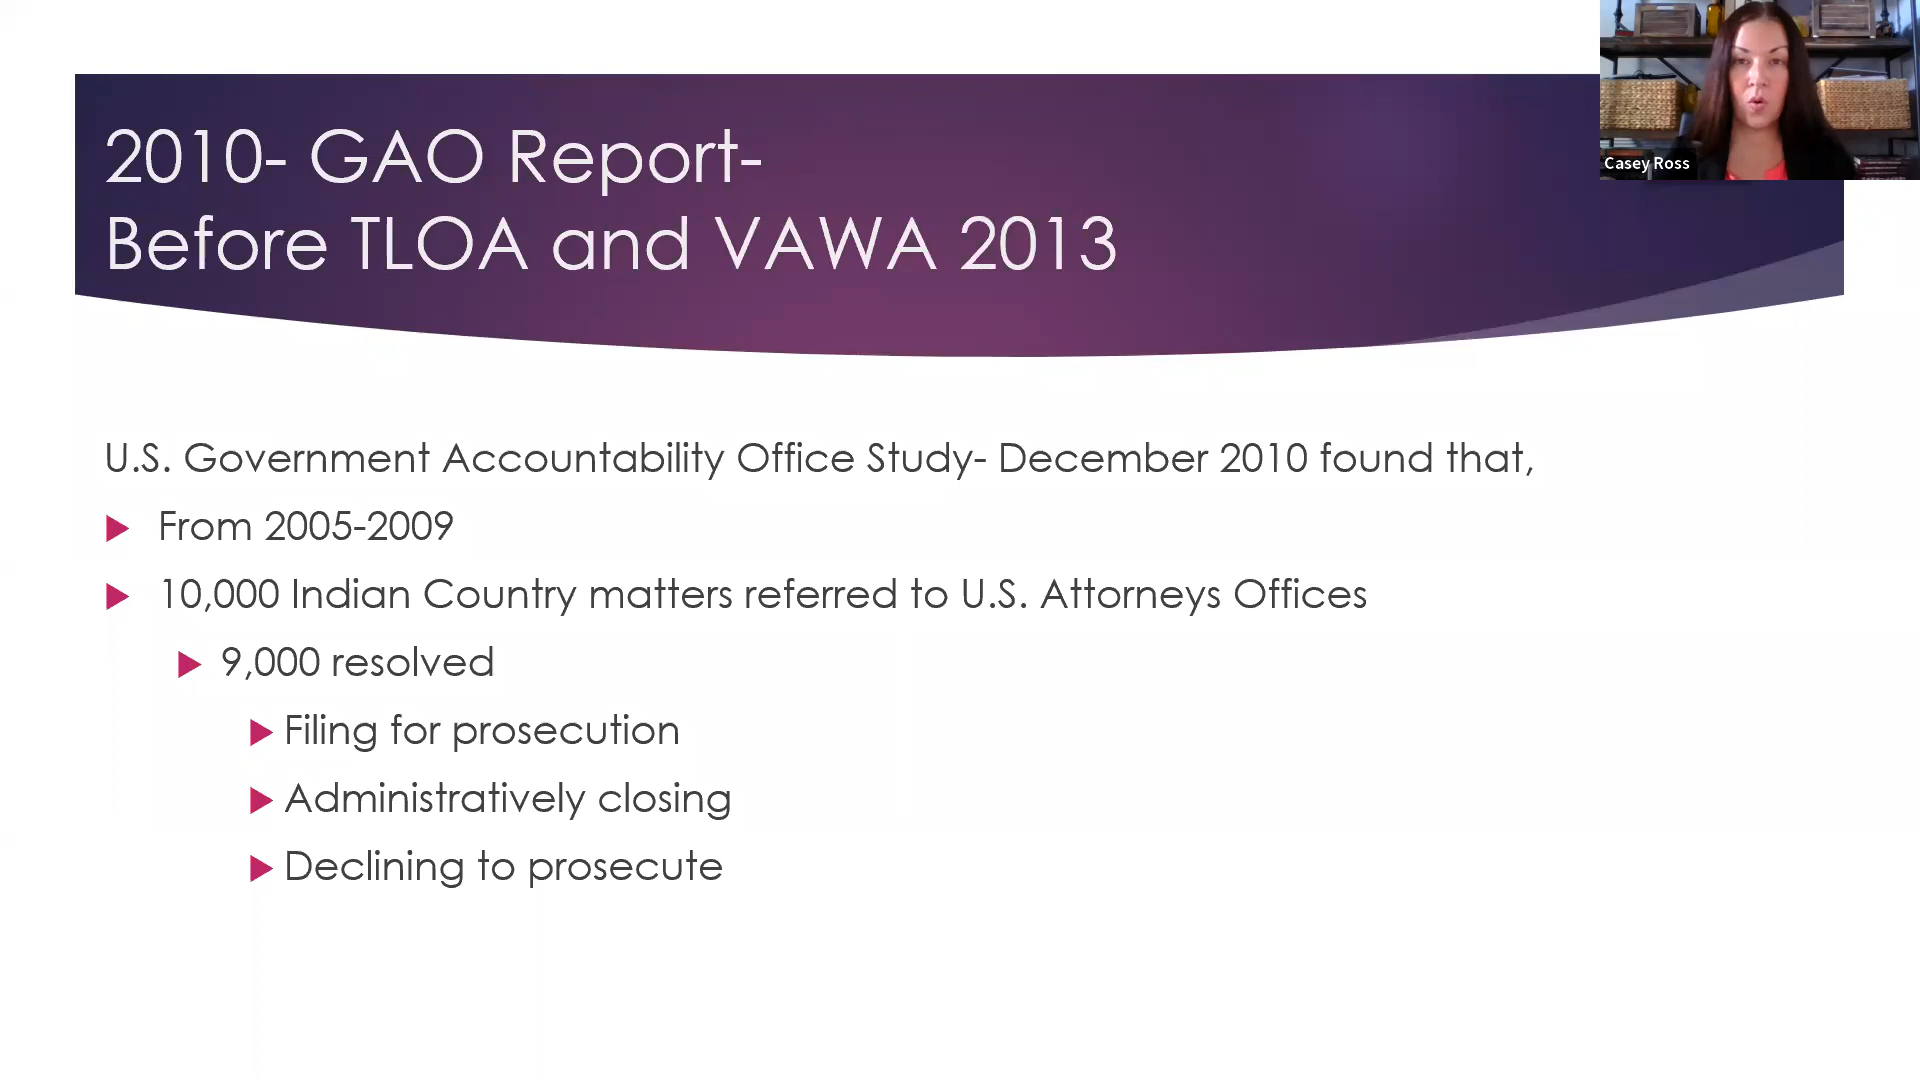 2010- GAO Report-
Before TLOA and VAWA 2013
Casey Ross
U.S. Government Accountability Office Study- December 2010 found that,
From 2005-2009
10,000 Indian Country matters referred to U.S. Attorneys Offices
9,000 resolved
Filing for prosecution
Administratively closing
Declining to prosecute